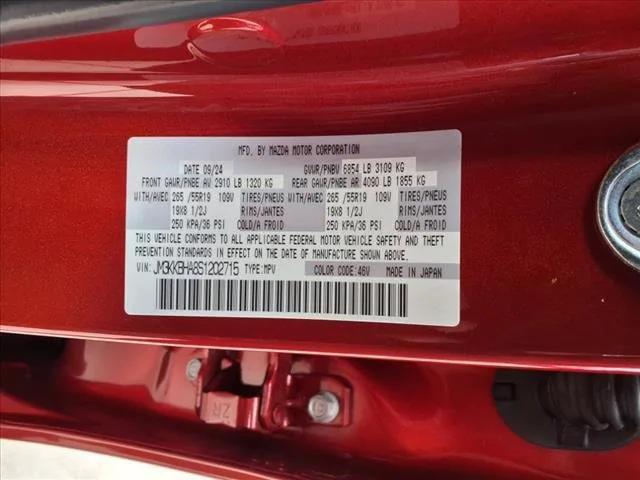 MFD. BY MAZDA MOTOR CORPORATION
DATE 09/24 GVWR/PNBV 6854 LB 3109 KG
FRONT GAWR/PNBE AV 2910 LB 1320 KG REAR GAWR/PNBE AR 4090 LB 1855 KG
WITH/AVEC 265 /55R19 109V TIRES/PNEUS WITH/AVEC 265 /55R19 109V TIRES/PNEUS
19X8 1/2J RIMS/JANTES 19X8 1/2J RIMS/JANTES
250 KPA/36 PSI COLD/A FROID 250 KPA/36 PSI COLD/A FROID
THIS VEHICLE CONFORMS TO ALL APPLICABLE FEDERAL MOTOR VEHICLE SAFETY AND THEFT
PREVENTION STANDARDS IN EFFECT ON THE DATE OF MANUFACTURE SHOWN ABOVE.
VIN: JM3KKBHA8S1202715 TYPE: MPV COLOR CODE: 46V MADE IN JAPAN
ZR